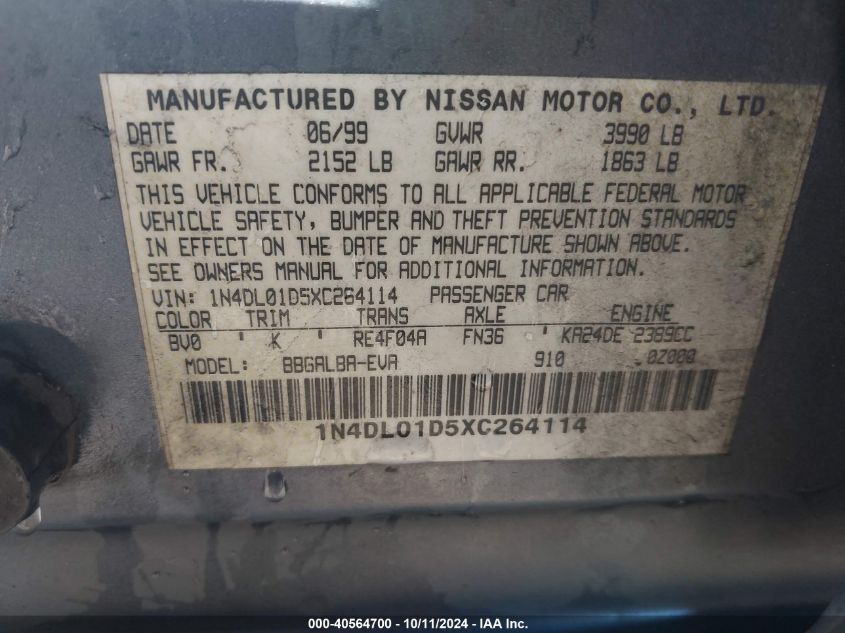 MANUFACTURED BY NISSAN MOTOR CO., LTD.
DATE 06/99 GVWR 3990 LB
GAWR FR. 2152 LB GAWR RR. 1863 LB
THIS VEHICLE CONFORMS TO ALL APPLICABLE FEDERAL MOTOR
VEHICLE SAFETY, BUMPER AND THEFT PREVENTION STANDARDS
IN EFFECT ON THE DATE OF MANUFACTURE SHOWN ABOVE.
SEE OWNERS MANUAL FOR ADDITIONAL INFORMATION.
VIN: 1N4DL01D5XC264114 PASSENGER CAR
COLOR TRIM TRANS AXLE ENGINE
BV0 ' K ' RE4F04A FN36 ' KA24DE 2389CC
MODEL: BBGALBA-EVA 910 0Z000
1N4DL01D5XC264114
000-40564700 - 10/11/2024 - IAA Inc.